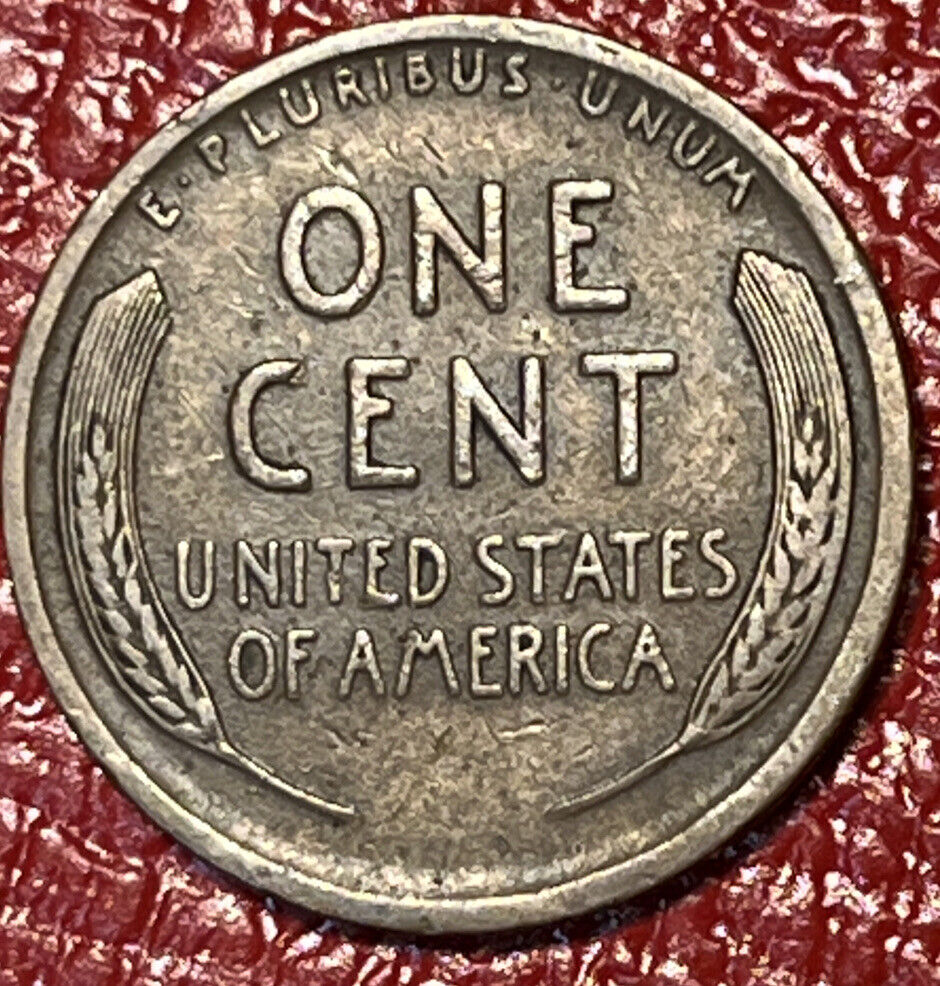 E · PLURIBUS · UNUM
ONE
CENT
UNITED STATES
OF AMERICA